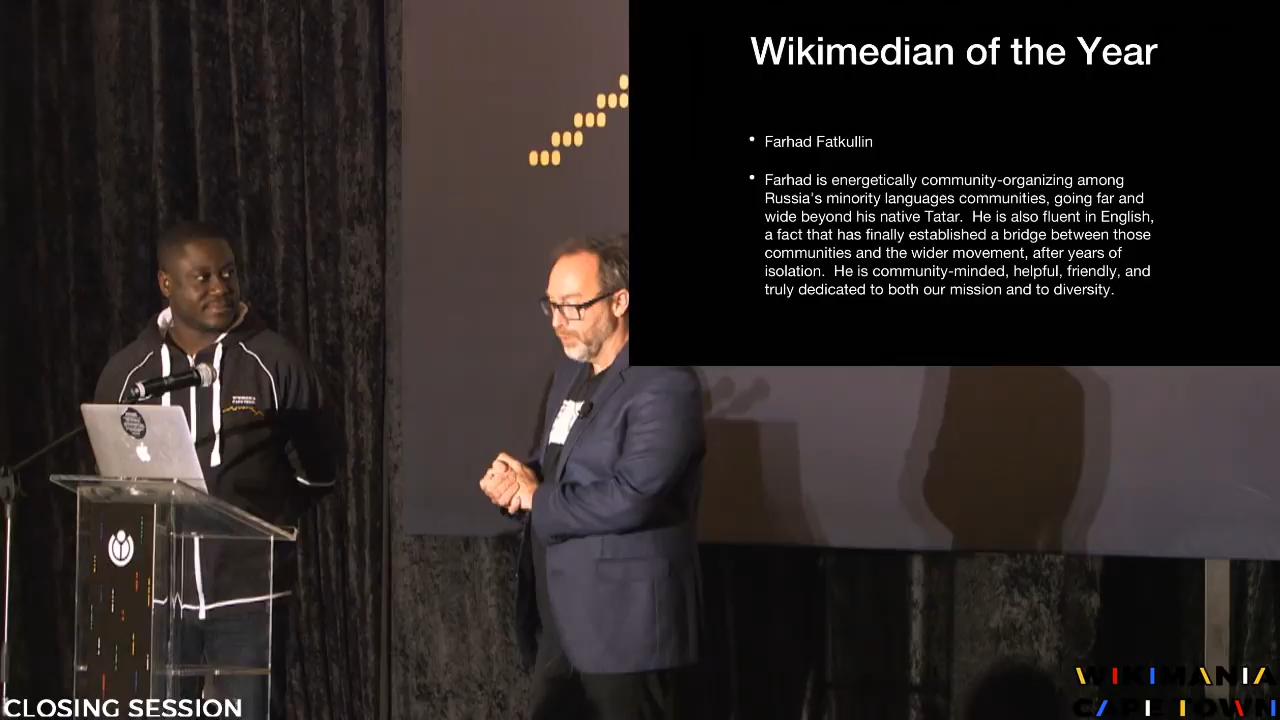 Wikimedian of the Year
• Farhad Fatkullin
• Farhad is energetically community-organizing among
Russia's minority languages communities, going far and
wide beyond his native Tatar. He is also fluent in English,
a fact that has finally established a bridge between those
communities and the wider movement, after years of
isolation. He is community-minded, helpful, friendly, and
truly dedicated to both our mission and to diversity.
CLOSING SESSION
WIKIMANIA
CAPE TOWN